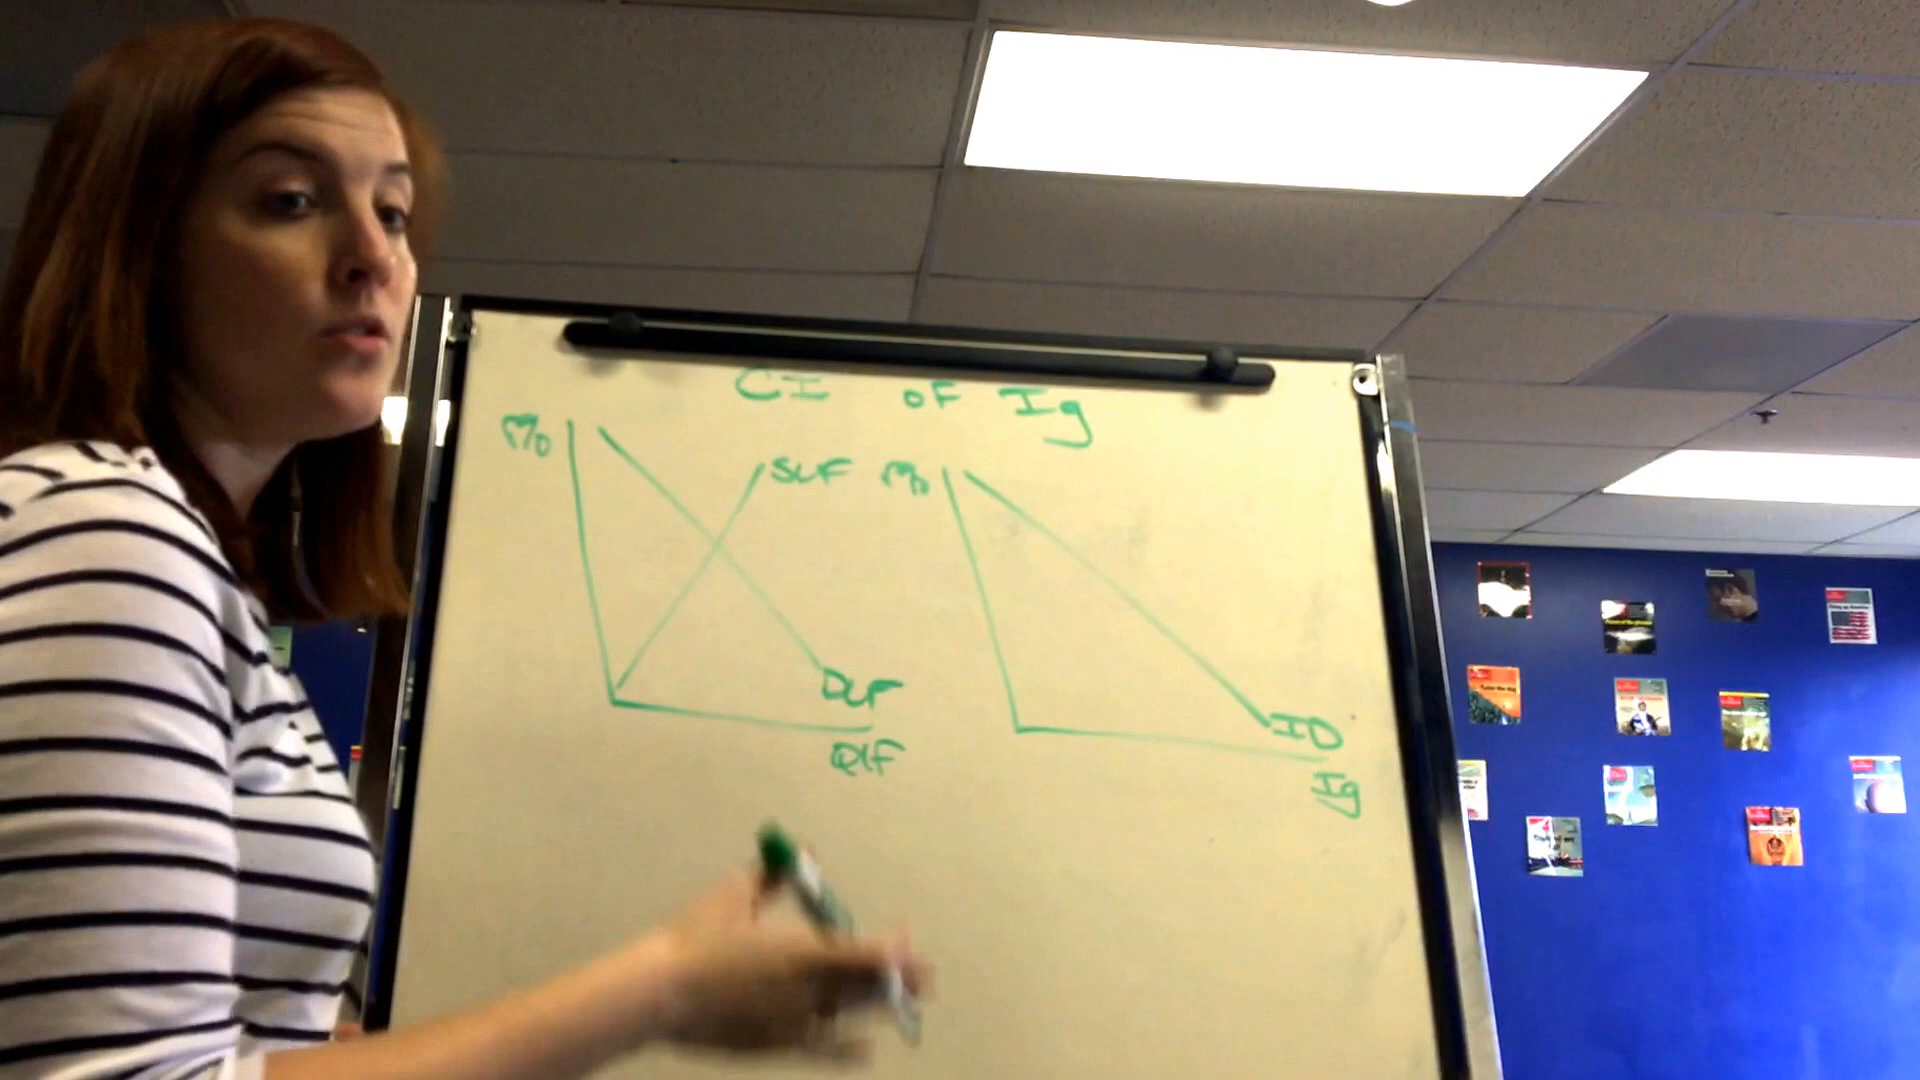 CI OF Ig
r%
SLF
r%
DLF
QLF
ID
Ig